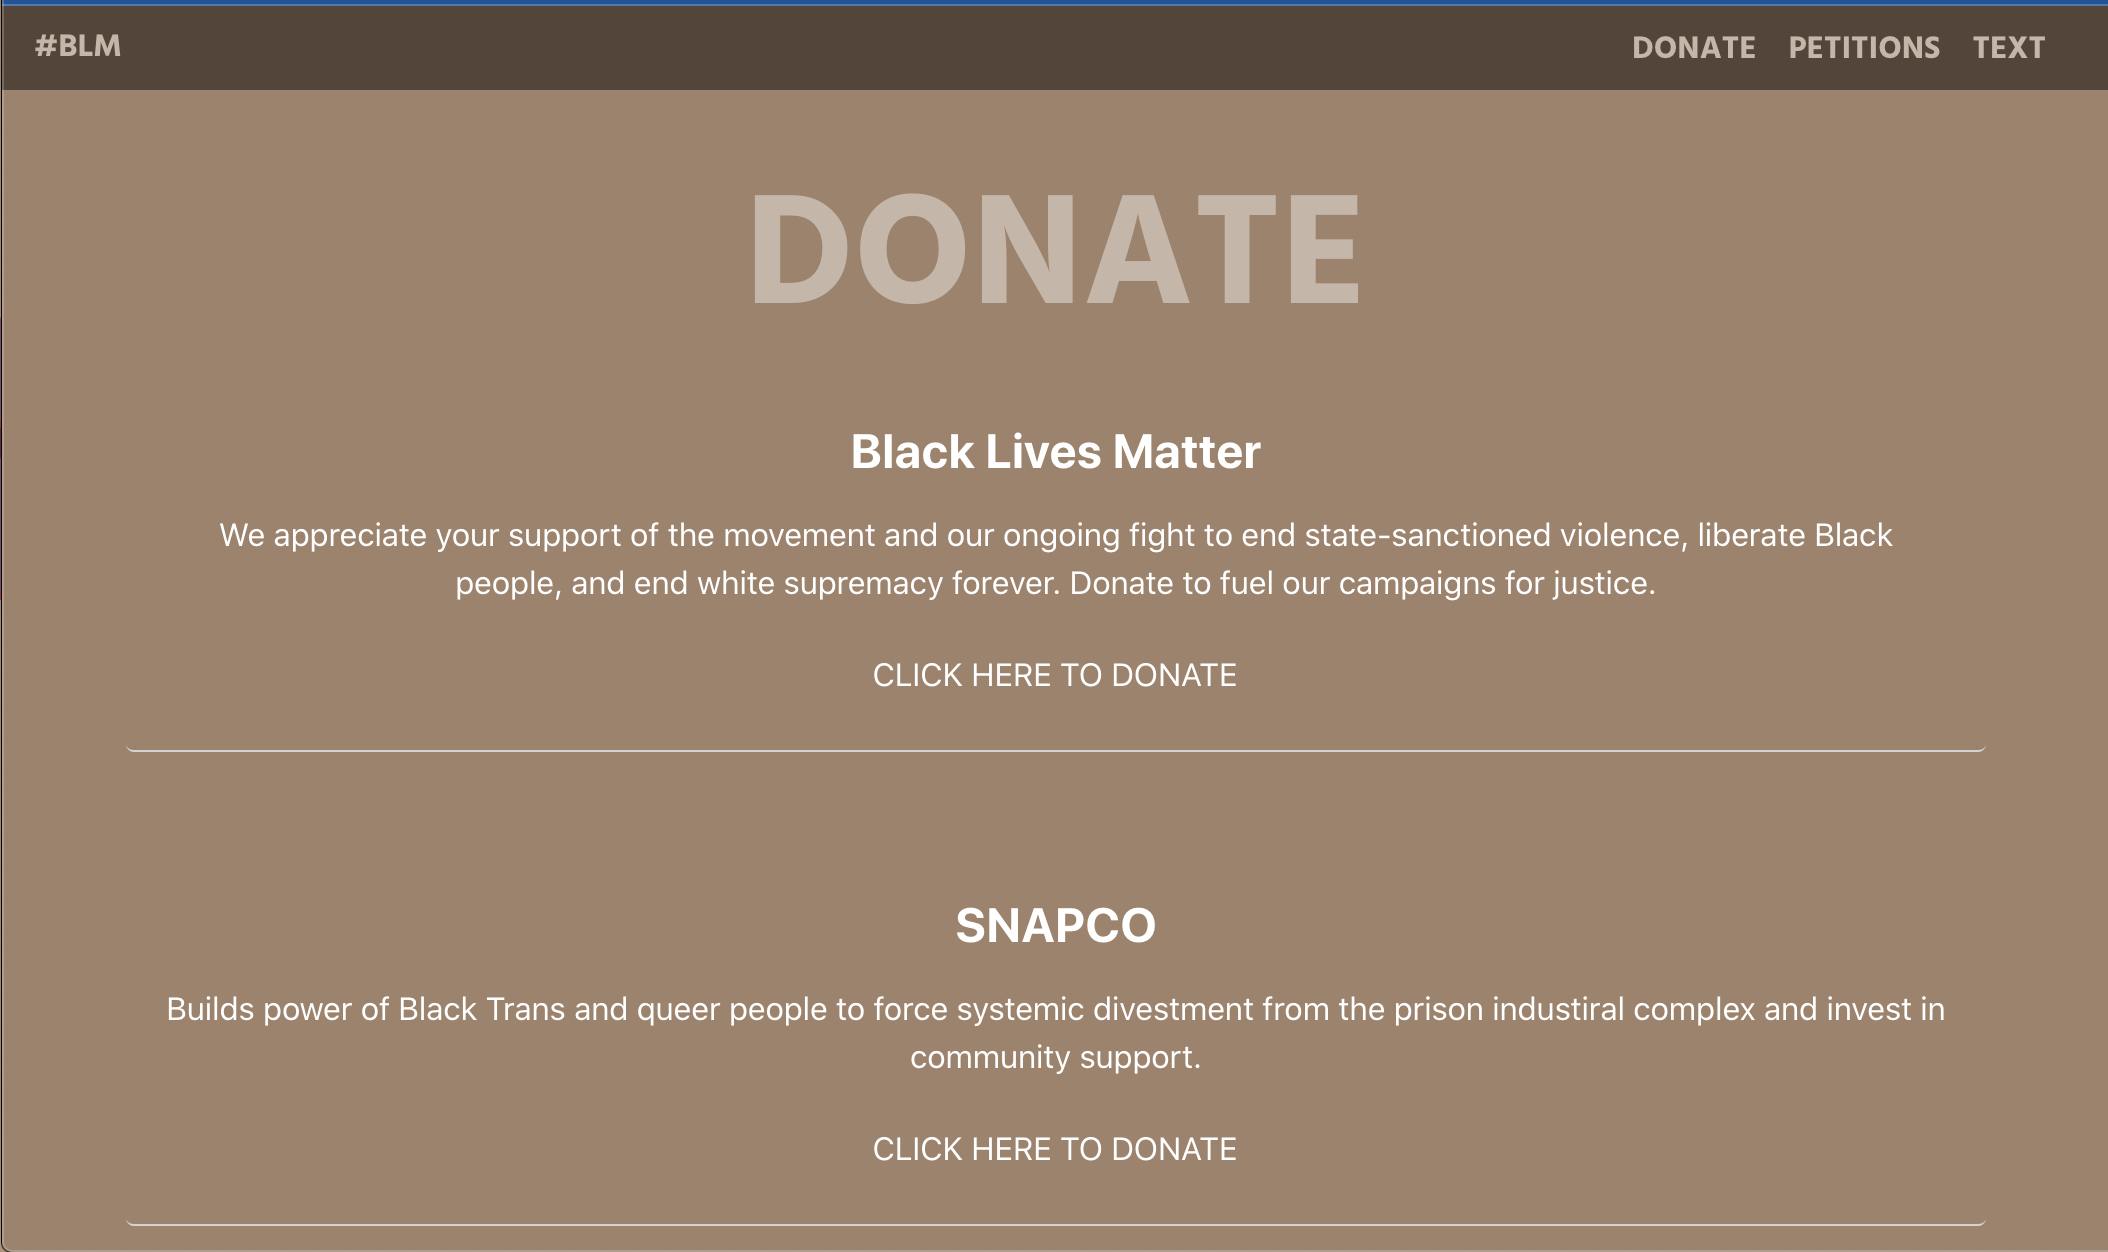 #BLM
DONATE PETITIONS TEXT
DONATE
Black Lives Matter
We appreciate your support of the movement and our ongoing fight to end state-sanctioned violence, liberate Black
people, and end white supremacy forever. Donate to fuel our campaigns for justice.
CLICK HERE TO DONATE
SNAPCO
Builds power of Black Trans and queer people to force systemic divestment from the prison industiral complex and invest in
community support.
CLICK HERE TO DONATE